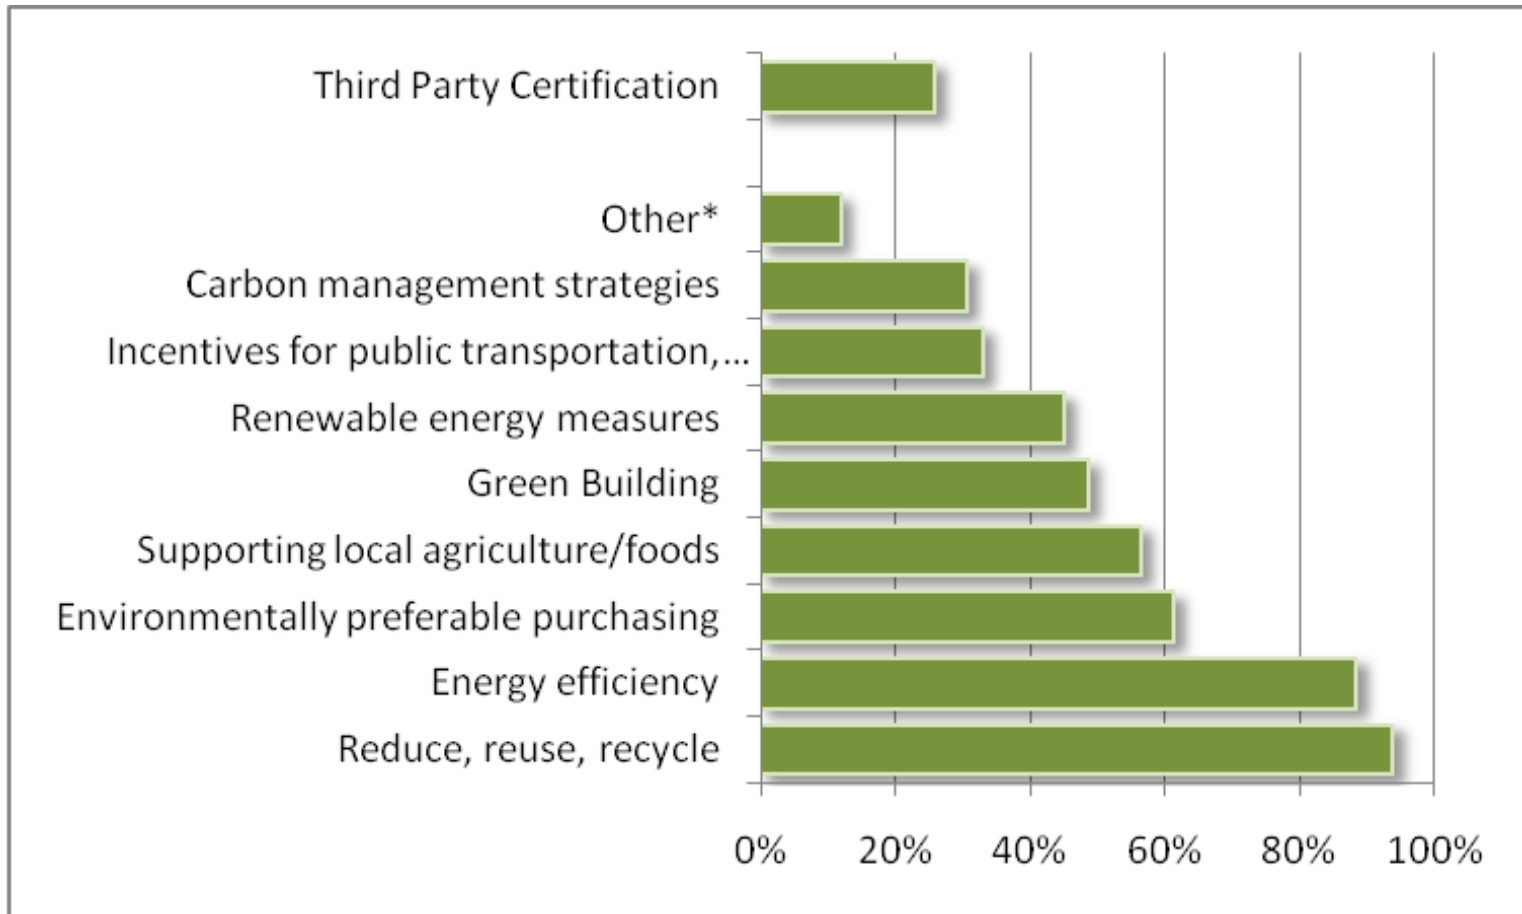 Third Party Certification
Other*
Carbon management strategies
Incentives for public transportation, ...
Renewable energy measures
Green Building
Supporting local agriculture/foods
Environmentally preferable purchasing
Energy efficiency
Reduce, reuse, recycle
0% 20% 40% 60% 80% 100%